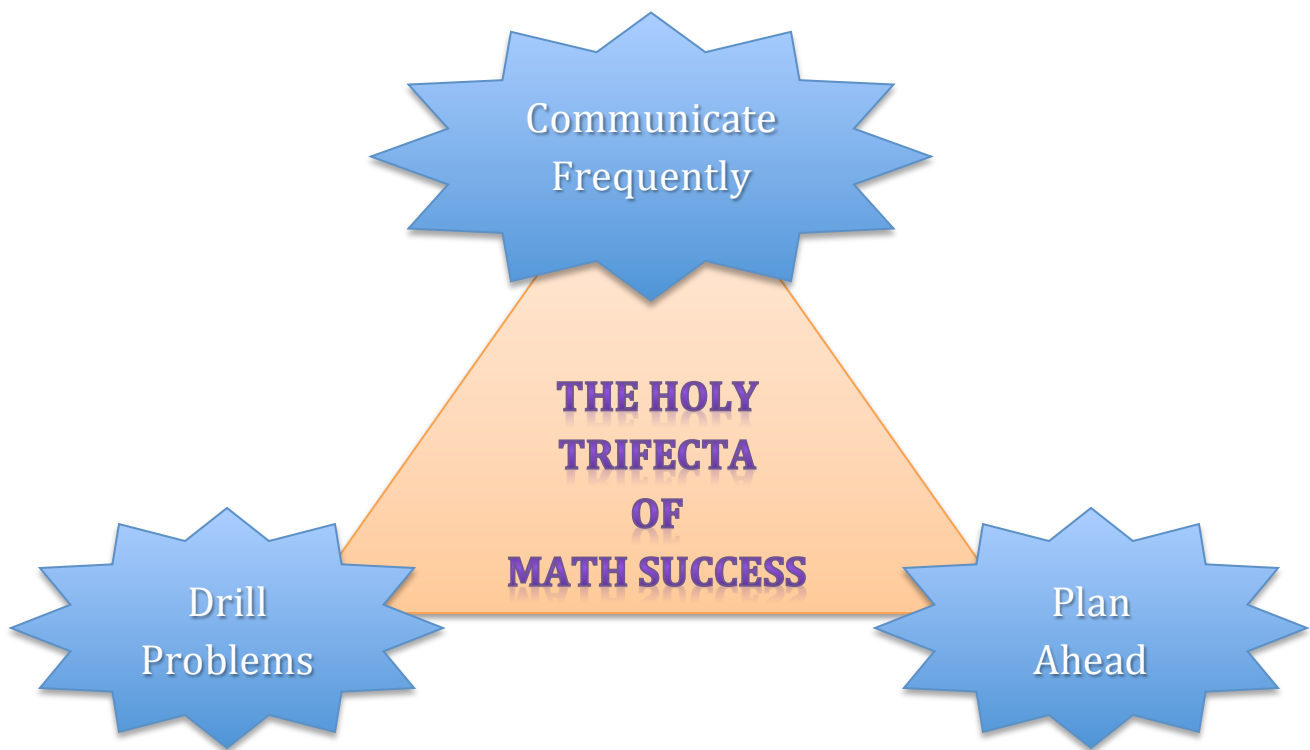 Communicate
Frequently
THE HOLY
TRIFECTA
OF
MATH SUCCESS
Drill
Problems
Plan
Ahead